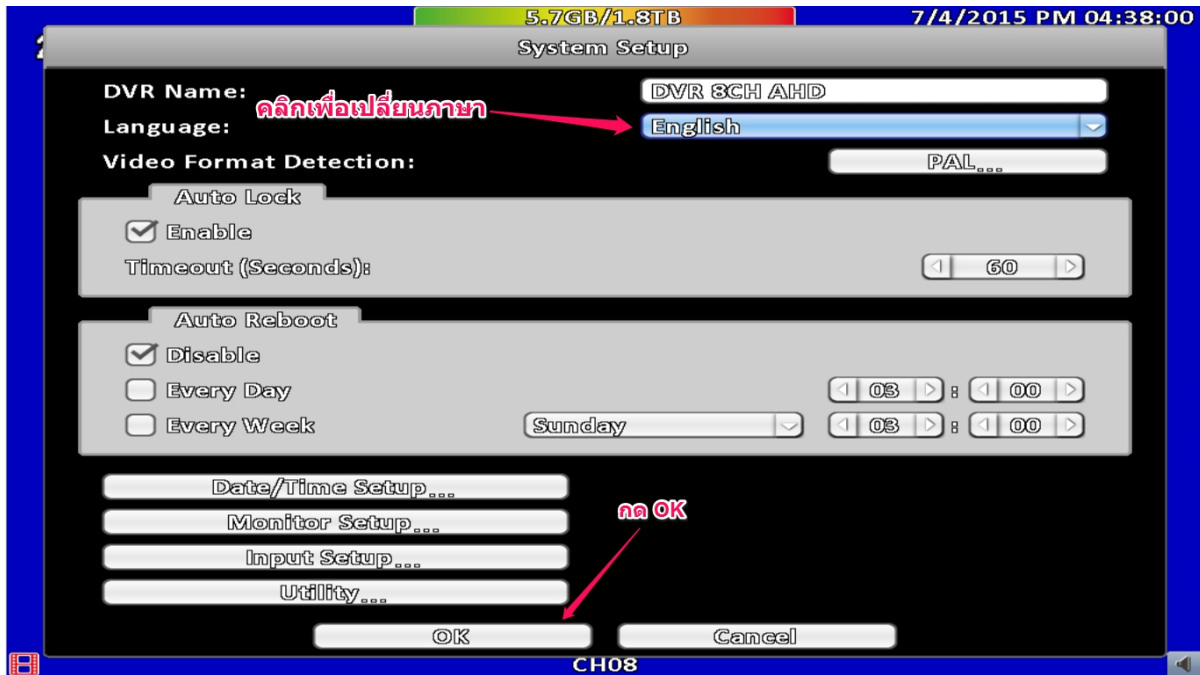 5.7GB/1.8TB
7/4/2015 PM 04:38:00
System Setup
DVR Name:
DVR 8CH AHD
คลิกเพื่อเปลี่ยนภาษา
Language:
English
Video Format Detection:
PAL...
Auto Lock
Enable
Timeout (Seconds):
60
Auto Reboot
Disable
Every Day
03 : 00
Every Week
Sunday
03 : 00
Date/Time Setup...
Monitor Setup...
กด OK
Input Setup...
Utility...
OK
Cancel
CH08